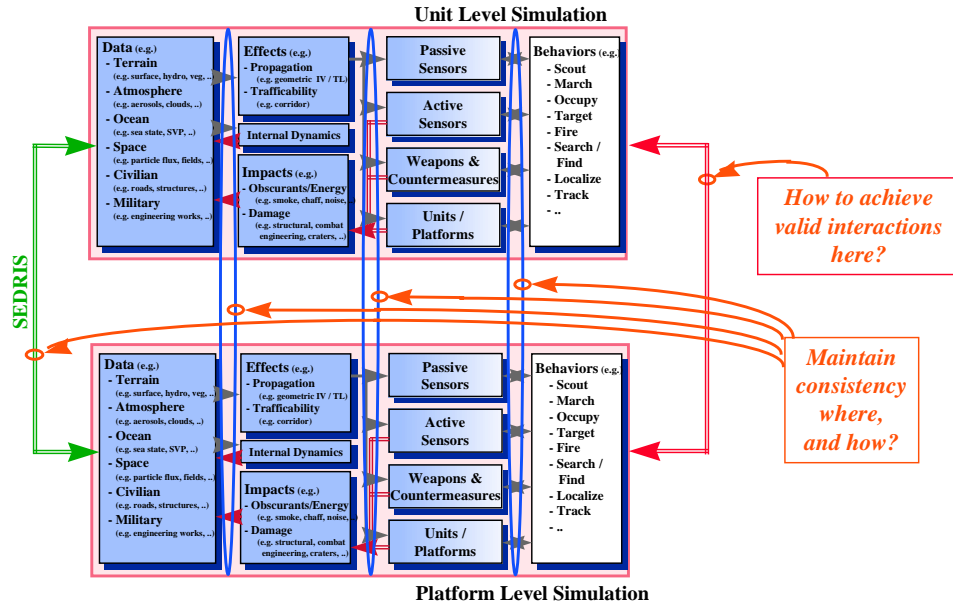 Unit Level Simulation
Data (e.g.)
- Terrain
(e.g. surface, hydro, veg, ..)
- Atmosphere
(e.g. aerosols, clouds, ..)
- Ocean
(e.g. sea state, SVP, ..)
- Space
(e.g. particle flux, fields, ..)
- Civilian
(e.g. roads, structures, ..)
- Military
(e.g. engineering works, ..)
Effects (e.g.)
- Propagation
(e.g. geometric IV / TL)
- Trafficability
(e.g. corridor)
Internal Dynamics
Impacts (e.g.)
- Obscurants/Energy
(e.g. smoke, chaff, noise, ..)
- Damage
(e.g. structural, combat
engineering, craters, ..)
Passive
Sensors
Active
Sensors
Weapons &
Countermeasures
Units /
Platforms
Behaviors (e.g.)
- Scout
- March
- Occupy
- Target
- Fire
- Search /
Find
- Localize
- Track
- ..
How to achieve
valid interactions
here?
SEDRIS
Data (e.g.)
- Terrain
(e.g. surface, hydro, veg, ..)
- Atmosphere
(e.g. aerosols, clouds, ..)
- Ocean
(e.g. sea state, SVP, ..)
- Space
(e.g. particle flux, fields, ..)
- Civilian
(e.g. roads, structures, ..)
- Military
(e.g. engineering works, ..)
Effects (e.g.)
- Propagation
(e.g. geometric IV / TL)
- Trafficability
(e.g. corridor)
Internal Dynamics
Impacts (e.g.)
- Obscurants/Energy
(e.g. smoke, chaff, noise, ..)
- Damage
(e.g. structural, combat
engineering, craters, ..)
Passive
Sensors
Active
Sensors
Weapons &
Countermeasures
Units /
Platforms
Behaviors (e.g.)
- Scout
- March
- Occupy
- Target
- Fire
- Search /
Find
- Localize
- Track
- ..
Maintain
consistency
where,
and how?
Platform Level Simulation